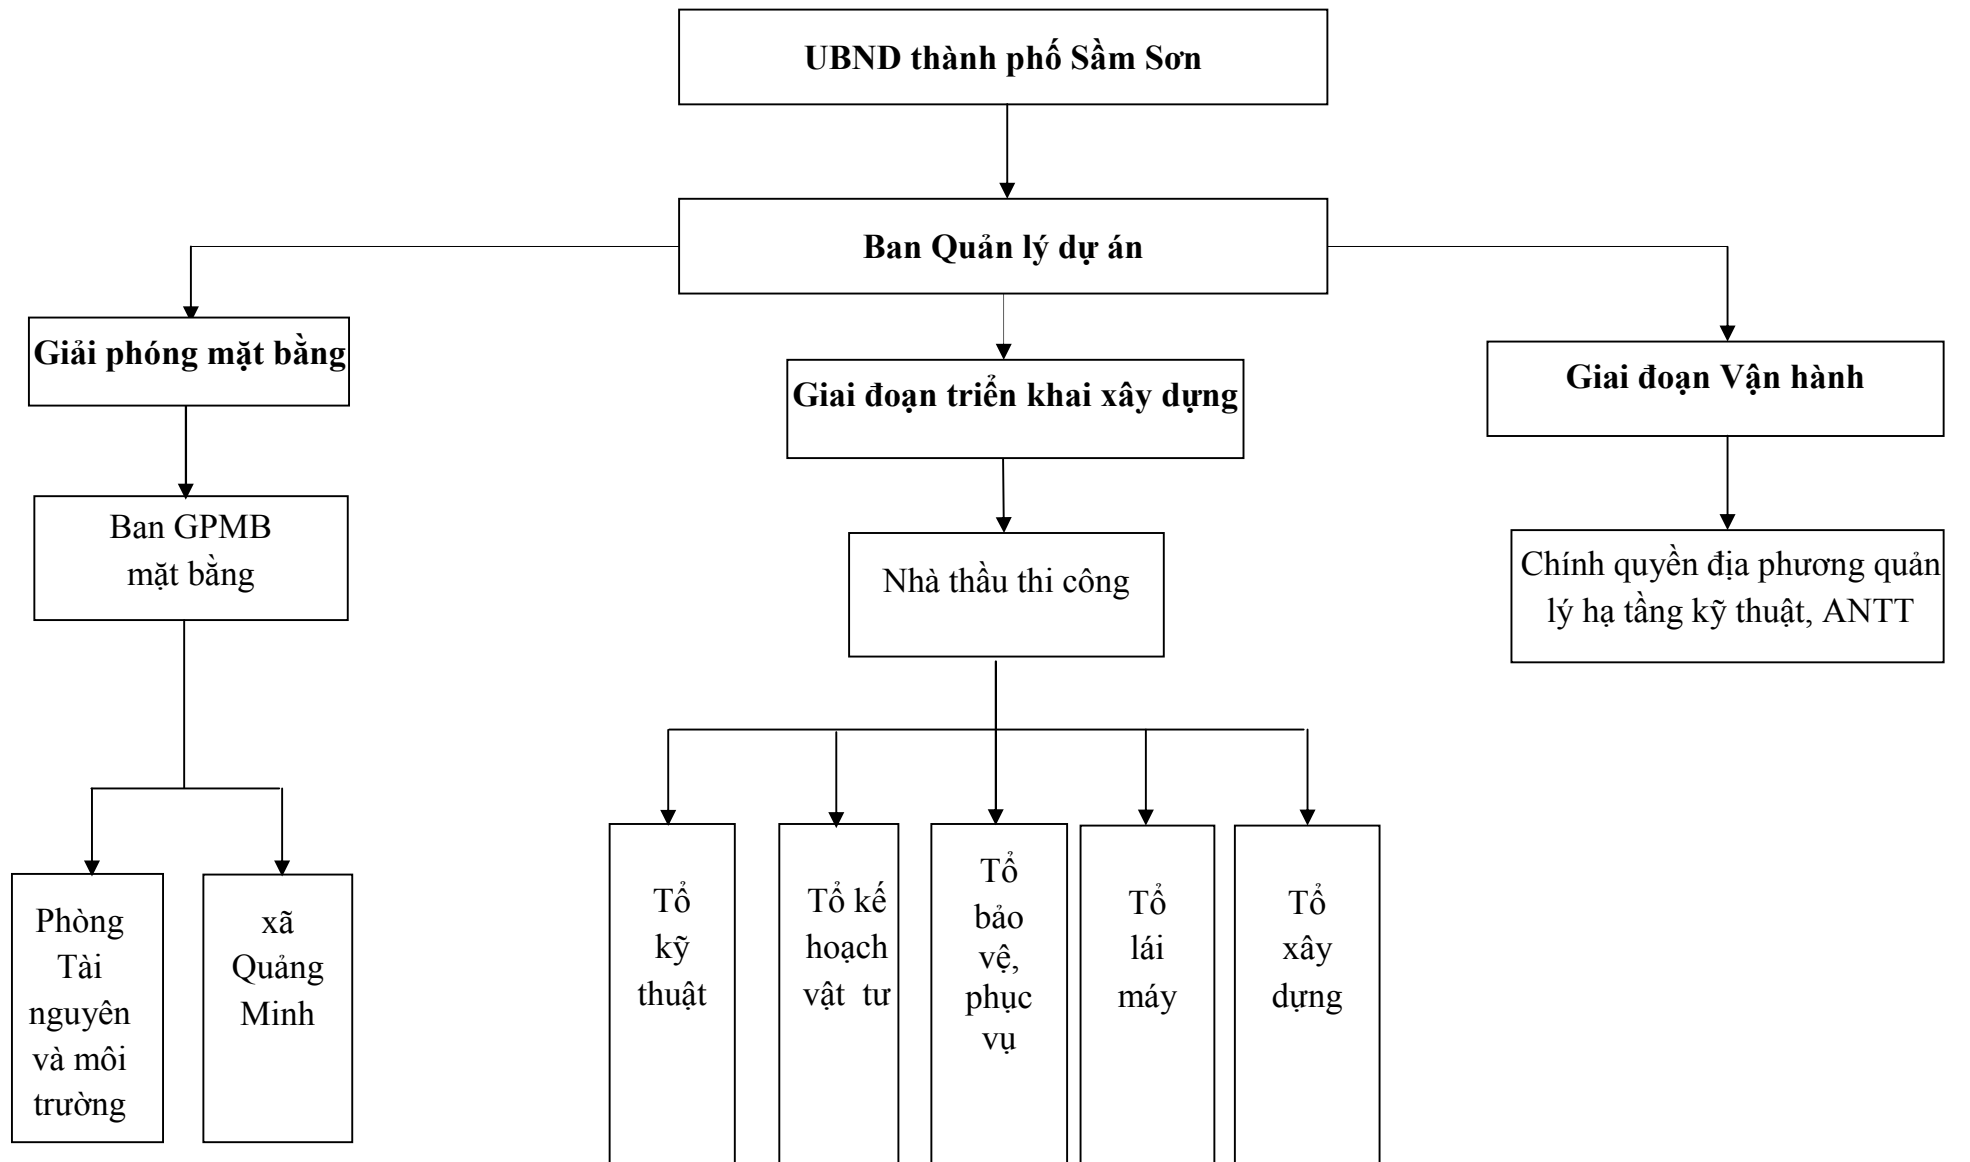 UBND thành phố Sầm Sơn
Ban Quản lý dự án
Giải phóng mặt bằng
Giai đoạn triển khai xây dựng
Giai đoạn Vận hành
Ban GPMB
mặt bằng
Nhà thầu thi công
Chính quyền địa phương quản
lý hạ tầng kỹ thuật, ANTT
Phòng
Tài
nguyên
và môi
trường
xã
Quảng
Minh
Tổ
kỹ
thuật
Tổ kế
hoạch
vật tư
Tổ
bảo
vệ,
phục
vụ
Tổ
lái
máy
Tổ
xây
dựng